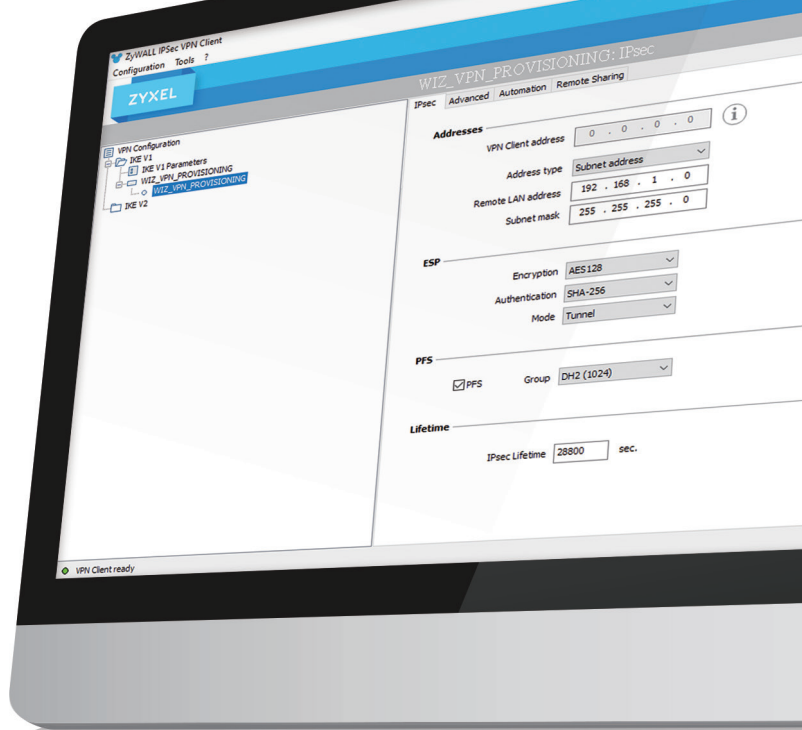 ZyWALL IPSec VPN Client
Configuration Tools ?
ZYXEL
WIZ_VPN_PROVISIONING: IPsec
IPsec Advanced Automation Remote Sharing
VPN Configuration
IKE V1
IKE V1 Parameters
WIZ_VPN_PROVISIONING
WIZ_VPN_PROVISIONING
IKE V2
Addresses
VPN Client address 0 . 0 . 0 . 0 i
Address type Subnet address
Remote LAN address 192 . 168 . 1 . 0
Subnet mask 255 . 255 . 255 . 0
ESP
Encryption AES128
Authentication SHA-256
Mode Tunnel
PFS
PFS Group DH2 (1024)
Lifetime
IPsec Lifetime 28800 sec.
VPN Client ready